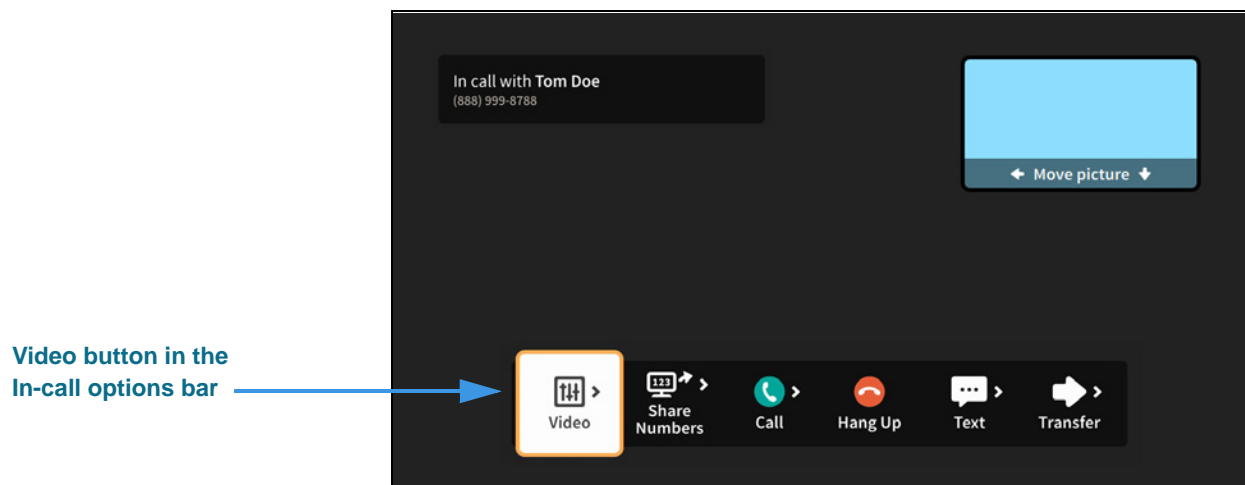 In call with Tom Doe
(888) 999-8788
Move picture
Video button in the
In-call options bar
Video
123
Share
Numbers
Call
Hang Up
Text
Transfer